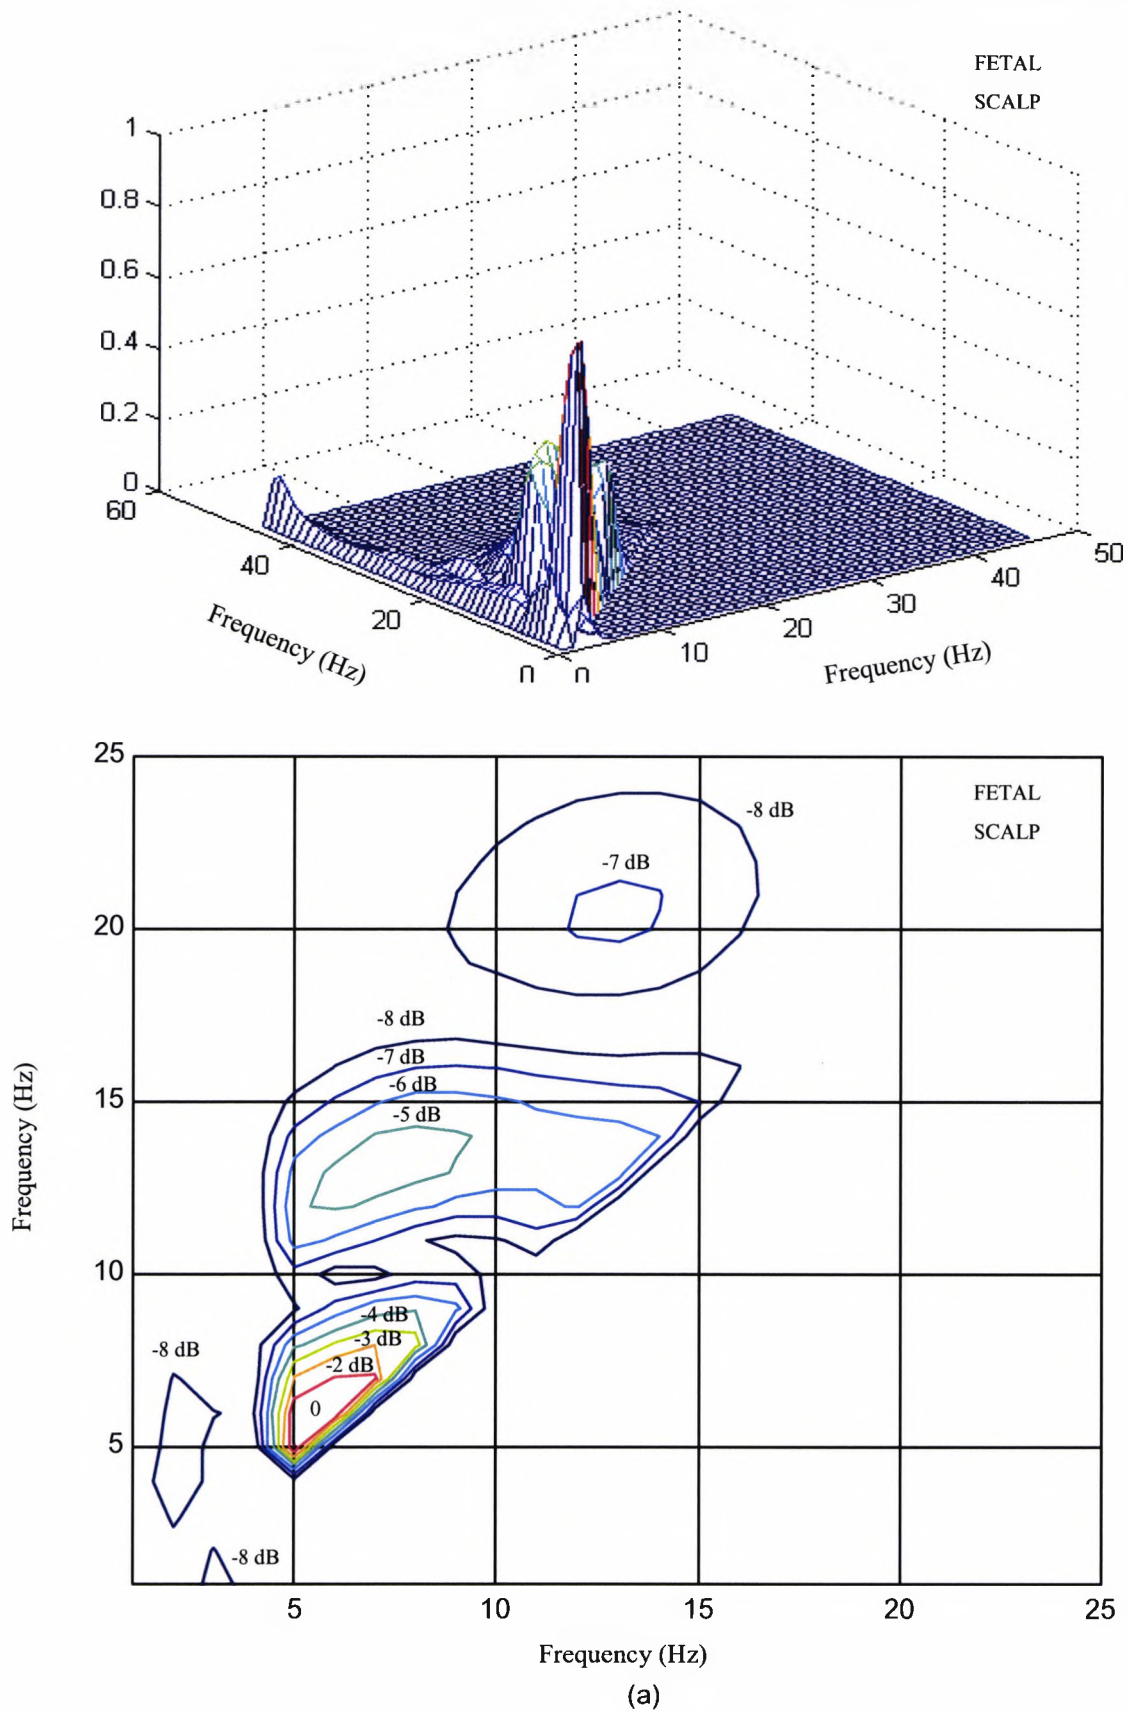 FETAL
SCALP
1
0.8
0.6
0.4
0.2
0
60
40
20
0
0
10
20
30
40
50
Frequency (Hz)
Frequency (Hz)
25
20
15
10
5
FETAL
SCALP
-8 dB
-7 dB
-8 dB
-7 dB
-6 dB
-5 dB
-4 dB
-3 dB
-2 dB
0
-8 dB
-8 dB
5
10
15
20
25
Frequency (Hz)
Frequency (Hz)
(a)